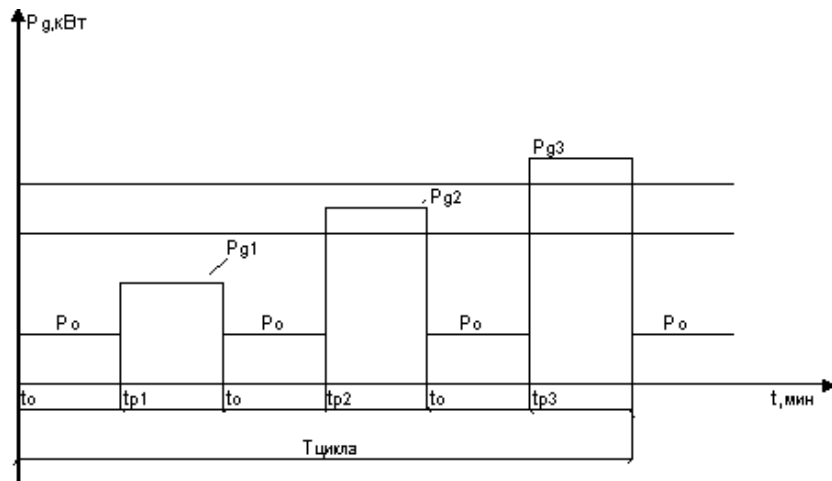 Pg,кВт
Pg3
Pg2
Pg1
Po
Po
Po
Po
to
tp1
to
tp2
to
tp3
t,мин
Tцикла